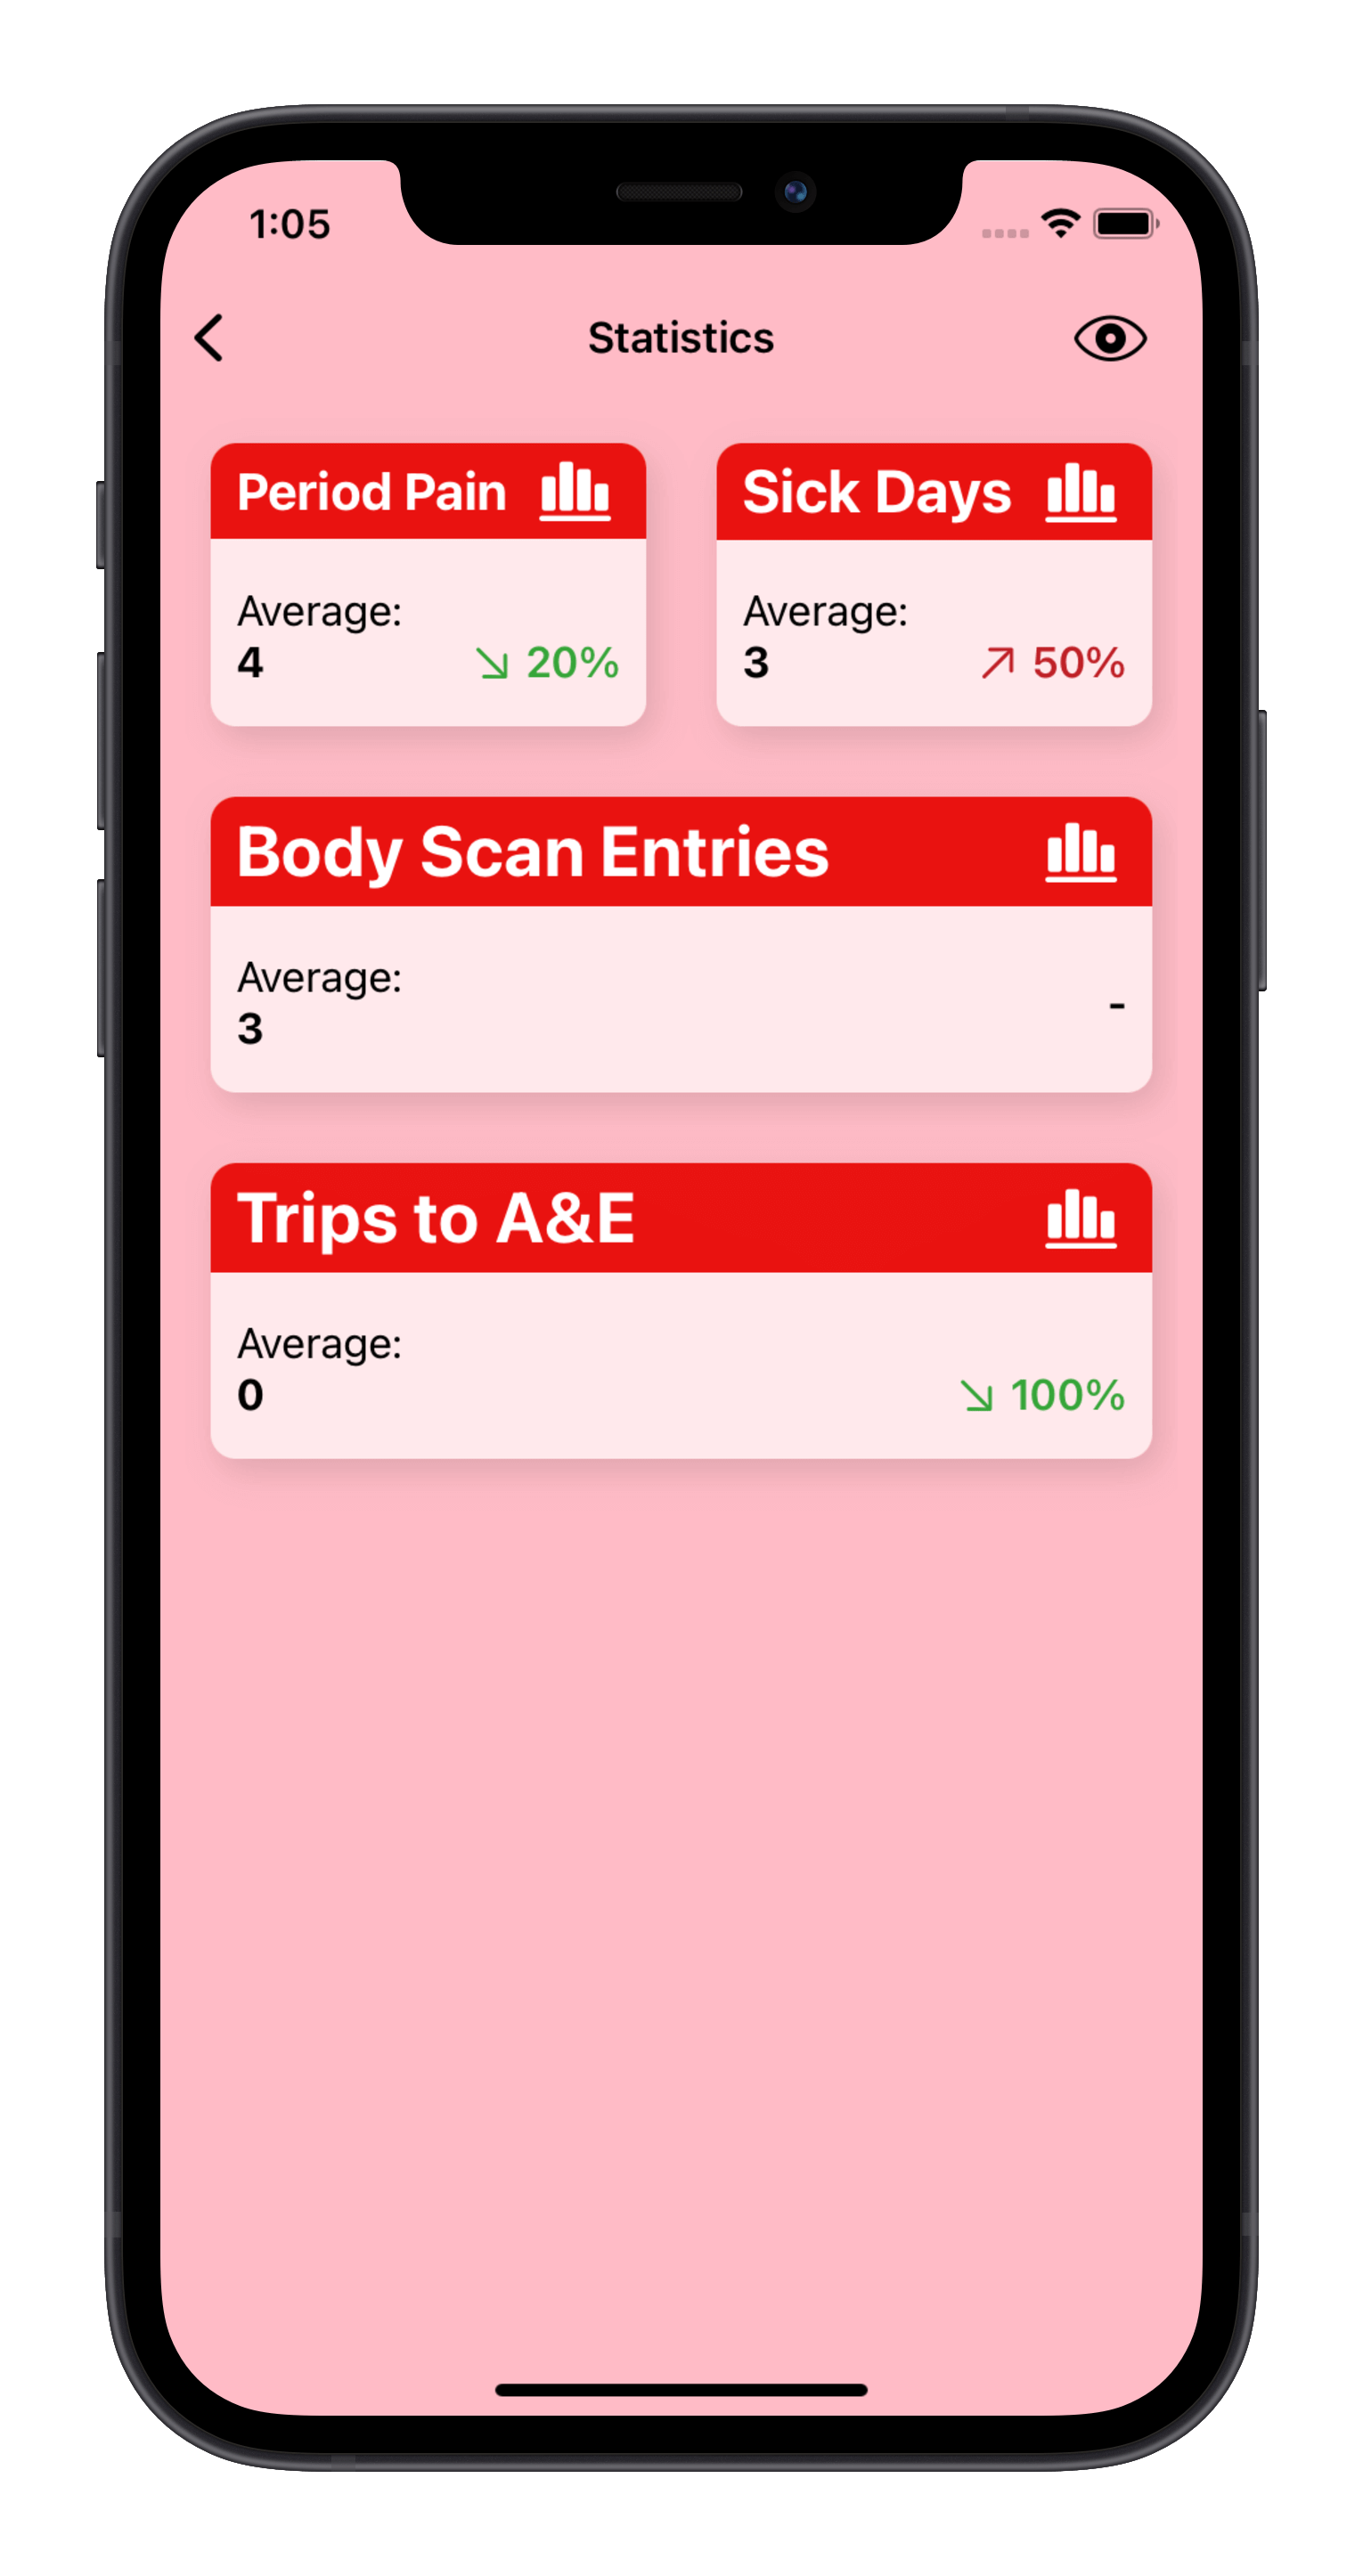 1:05
Statistics
Period Pain
Average:
4 20%
Sick Days
Average:
3 50%
Body Scan Entries
Average:
3 -
Trips to A&E
Average:
0 100%